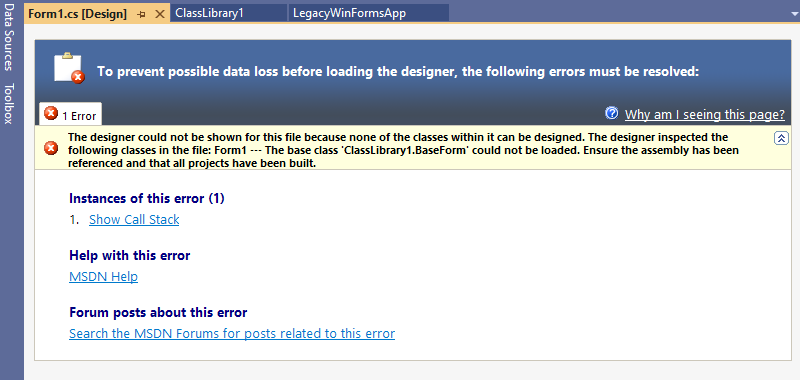 Form1.cs [Design]
ClassLibrary1
LegacyWinFormsApp
Data Sources
Toolbox
To prevent possible data loss before loading the designer, the following errors must be resolved:
1 Error
Why am I seeing this page?
The designer could not be shown for this file because none of the classes within it can be designed. The designer inspected the
following classes in the file: Form1 --- The base class 'ClassLibrary1.BaseForm' could not be loaded. Ensure the assembly has been
referenced and that all projects have been built.
Instances of this error (1)
1. Show Call Stack
Help with this error
MSDN Help
Forum posts about this error
Search the MSDN Forums for posts related to this error